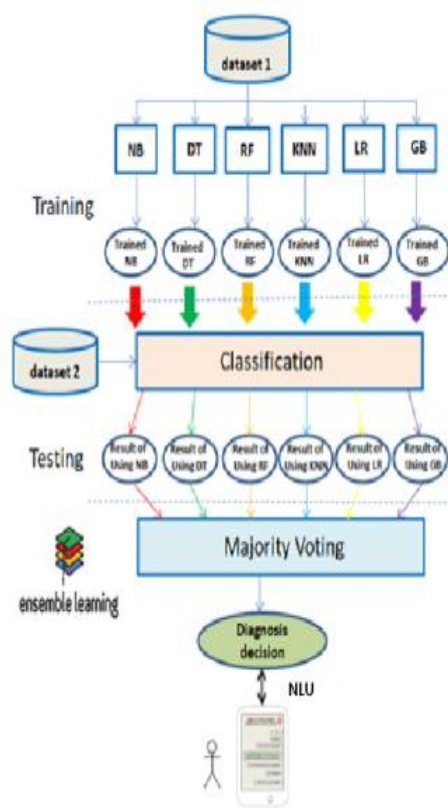 dataset 1
NB DT RF KNN LR GB
Training
Trained NB
Trained DT
Trained RF
Trained KNN
Trained LR
Trained GB
dataset 2
Classification
Testing
Result of Using NB
Result of Using DT
Result of Using RF
Result of Using KNN
Result of Using LR
Result of Using GB
Majority Voting
ensemble learning
Diagnosis
decision
NLU